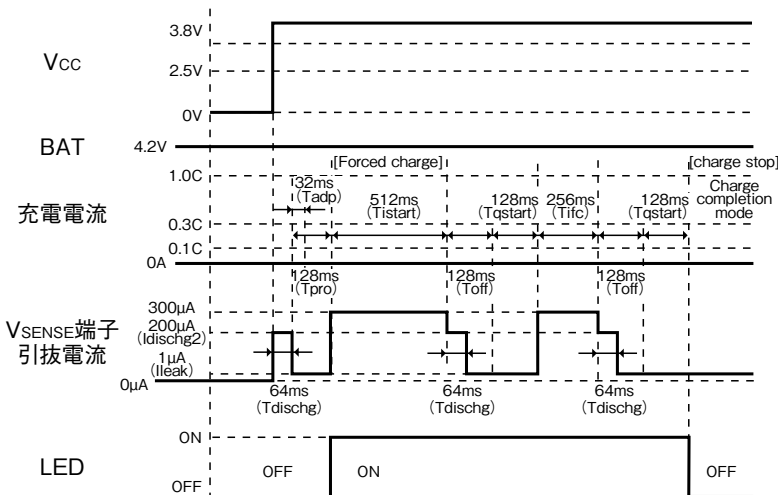 3.8V
VCC
2.5V
0V
BAT
4.2V
[Forced charge]
[charge stop]
1.0C
32ms
(Tadp)
512ms
(Tistart)
128ms
(Tqstart)
256ms
(Tifc)
128ms
(Tqstart)
Charge
completion
mode
充電電流
0.3C
0.1C
0A
128ms
(Tpro)
128ms
(Toff)
128ms
(Toff)
300μA
VSENSE端子
引抜電流
200μA
(Idischg2)
1μA
(Ileak)
0μA
64ms
(Tdischg)
64ms
(Tdischg)
64ms
(Tdischg)
ON
LED
OFF
OFF
ON
OFF